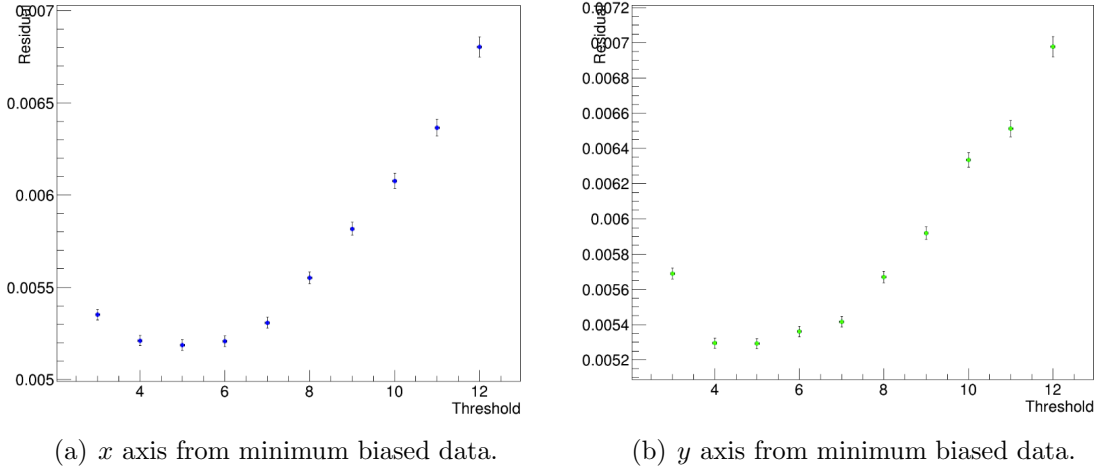 Residual
0.007
0.0065
0.006
0.0055
0.005
4 6 8 10 12
Threshold
(a) x axis from minimum biased data.
Residual
0.0072
0.007
0.0068
0.0066
0.0064
0.0062
0.006
0.0058
0.0056
0.0054
0.0052
4 6 8 10 12
Threshold
(b) y axis from minimum biased data.